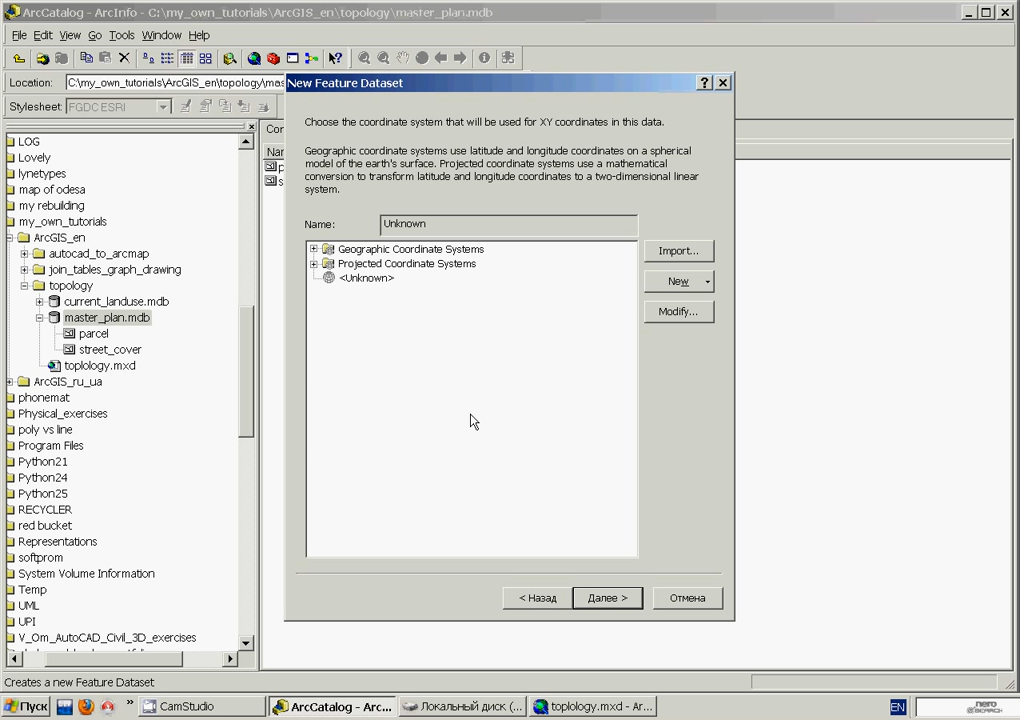 ArcCatalog - ArcInfo - C:\my_own_tutorials\ArcGIS_en\topology\master_plan.mdb
File Edit View Go Tools Window Help
Location: C:\my_own_tutorials\ArcGIS_en\topology\mas
Stylesheet: FGDC ESRI
LOG
Lovely
lynetypes
map of odesa
my rebuilding
my_own_tutorials
ArcGIS_en
autocad_to_arcmap
join_tables_graph_drawing
topology
current_landuse.mdb
master_plan.mdb
parcel
street_cover
toplology.mxd
ArcGIS_ru_ua
phonemat
Physical_exercises
poly vs line
Program Files
Python21
Python24
Python25
RECYCLER
red bucket
Representations
softprom
System Volume Information
Temp
UML
UPI
V_Om_AutoCAD_Civil_3D_exercises
Con
Nar
p
s
New Feature Dataset
Choose the coordinate system that will be used for XY coordinates in this data.
Geographic coordinate systems use latitude and longitude coordinates on a spherical
model of the earth's surface. Projected coordinate systems use a mathematical
conversion to transform latitude and longitude coordinates to a two-dimensional linear
system.
Name: Unknown
Geographic Coordinate Systems
Projected Coordinate Systems
<Unknown>
Import...
New
Modify...
< Назад
Далее >
Отмена
Creates a new Feature Dataset
Пуск » CamStudio ArcCatalog - Arc... Локальный диск (... toplology.mxd - Ar... EN nero SEARCH